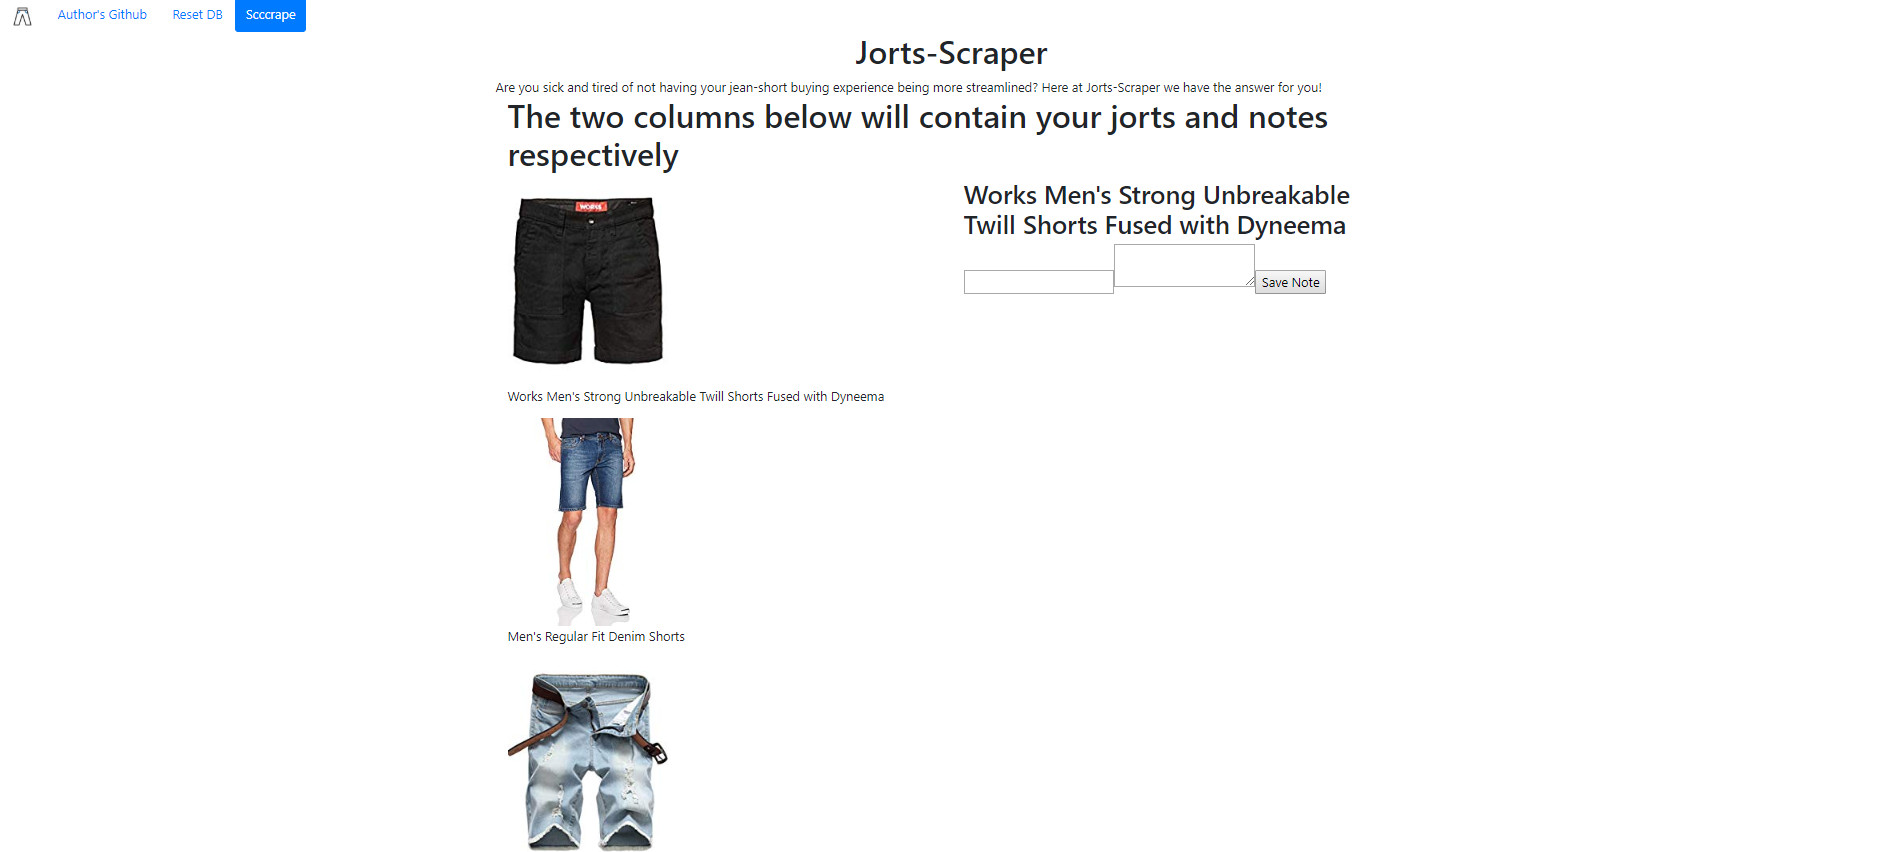 Author's Github
Reset DB
Scccrape
Jorts-Scraper
Are you sick and tired of not having your jean-short buying experience being more streamlined? Here at Jorts-Scraper we have the answer for you!
The two columns below will contain your jorts and notes
respectively
WORKS
Works Men's Strong Unbreakable
Twill Shorts Fused with Dyneema
Save Note
Works Men's Strong Unbreakable Twill Shorts Fused with Dyneema
Men's Regular Fit Denim Shorts